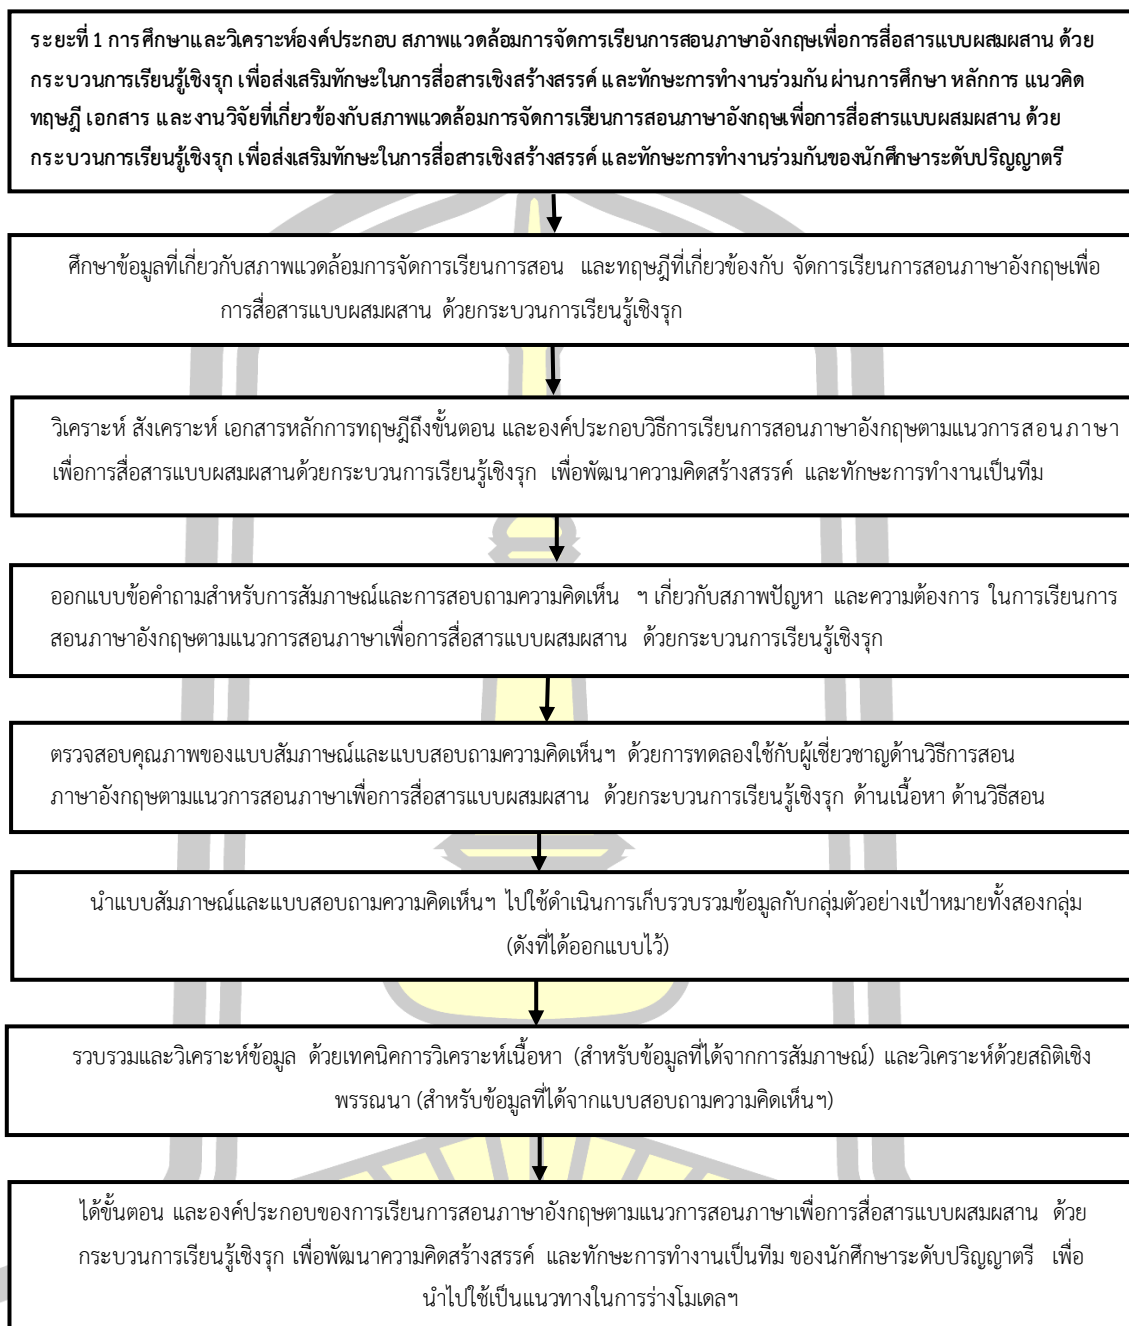 ระยะที่ 1 การศึกษาและวิเคราะห์องค์ประกอบ สภาพแวดล้อมการจัดการเรียนการสอนภาษาอังกฤษเพื่อการสื่อสารแบบผสมผสาน ด้วย
กระบวนการเรียนรู้เชิงรุก เพื่อส่งเสริมทักษะในการสื่อสารเชิงสร้างสรรค์ และทักษะการทำงานร่วมกัน ผ่านการศึกษา หลักการ แนวคิด
ทฤษฎี เอกสาร และงานวิจัยที่เกี่ยวข้องกับสภาพแวดล้อมการจัดการเรียนการสอนภาษาอังกฤษเพื่อการสื่อสารแบบผสมผสาน ด้วย
กระบวนการเรียนรู้เชิงรุก เพื่อส่งเสริมทักษะในการสื่อสารเชิงสร้างสรรค์ และทักษะการทำงานร่วมกันของนักศึกษาระดับปริญญาตรี
ศึกษาข้อมูลที่เกี่ยวกับสภาพแวดล้อมการจัดการเรียนการสอน และทฤษฎีที่เกี่ยวข้องกับ จัดการเรียนการสอนภาษาอังกฤษเพื่อ
การสื่อสารแบบผสมผสาน ด้วยกระบวนการเรียนรู้เชิงรุก
วิเคราะห์ สังเคราะห์ เอกสารหลักการทฤษฎีถึงขั้นตอน และองค์ประกอบวิธีการเรียนการสอนภาษาอังกฤษตามแนวการสอนภาษา
เพื่อการสื่อสารแบบผสมผสานด้วยกระบวนการเรียนรู้เชิงรุก เพื่อพัฒนาความคิดสร้างสรรค์ และทักษะการทำงานเป็นทีม
ออกแบบข้อคำถามสำหรับการสัมภาษณ์และการสอบถามความคิดเห็น ฯ เกี่ยวกับสภาพปัญหา และความต้องการ ในการเรียนการ
สอนภาษาอังกฤษตามแนวการสอนภาษาเพื่อการสื่อสารแบบผสมผสาน ด้วยกระบวนการเรียนรู้เชิงรุก
ตรวจสอบคุณภาพของแบบสัมภาษณ์และแบบสอบถามความคิดเห็นฯ ด้วยการทดลองใช้กับผู้เชี่ยวชาญด้านวิธีการสอน
ภาษาอังกฤษตามแนวการสอนภาษาเพื่อการสื่อสารแบบผสมผสาน ด้วยกระบวนการเรียนรู้เชิงรุก ด้านเนื้อหา ด้านวิธีสอน
นำแบบสัมภาษณ์และแบบสอบถามความคิดเห็นฯ ไปใช้ดำเนินการเก็บรวบรวมข้อมูลกับกลุ่มตัวอย่างเป้าหมายทั้งสองกลุ่ม
(ดังที่ได้ออกแบบไว้)
รวบรวมและวิเคราะห์ข้อมูล ด้วยเทคนิคการวิเคราะห์เนื้อหา (สำหรับข้อมูลที่ได้จากการสัมภาษณ์) และวิเคราะห์ด้วยสถิติเชิง
พรรณนา (สำหรับข้อมูลที่ได้จากแบบสอบถามความคิดเห็นฯ)
ได้ขั้นตอน และองค์ประกอบของการเรียนการสอนภาษาอังกฤษตามแนวการสอนภาษาเพื่อการสื่อสารแบบผสมผสาน ด้วย
กระบวนการเรียนรู้เชิงรุก เพื่อพัฒนาความคิดสร้างสรรค์ และทักษะการทำงานเป็นทีม ของนักศึกษาระดับปริญญาตรี เพื่อ
นำไปใช้เป็นแนวทางในการร่างโมเดลฯ